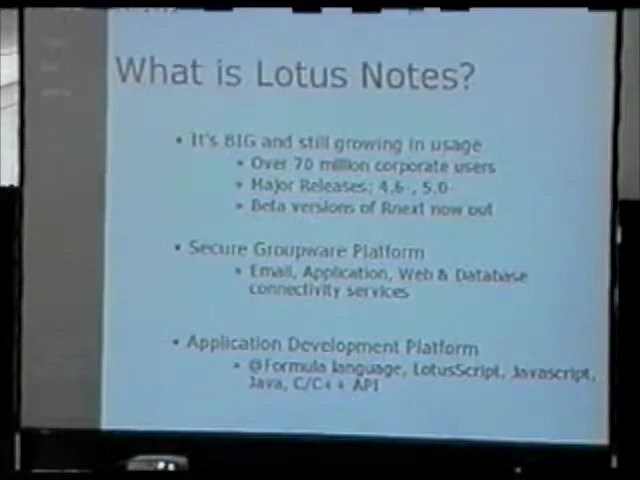 What is Lotus Notes?
• It's BIG and still growing in usage
• Over 70 million corporate users
• Major Releases: 4.6-, 5.0-
• Beta versions of Rnext now out
• Secure Groupware Platform
• Email, Application, Web & Database
connectivity services
• Application Development Platform
• @Formula language, LotusScript, Javascript,
Java, C/C++ API